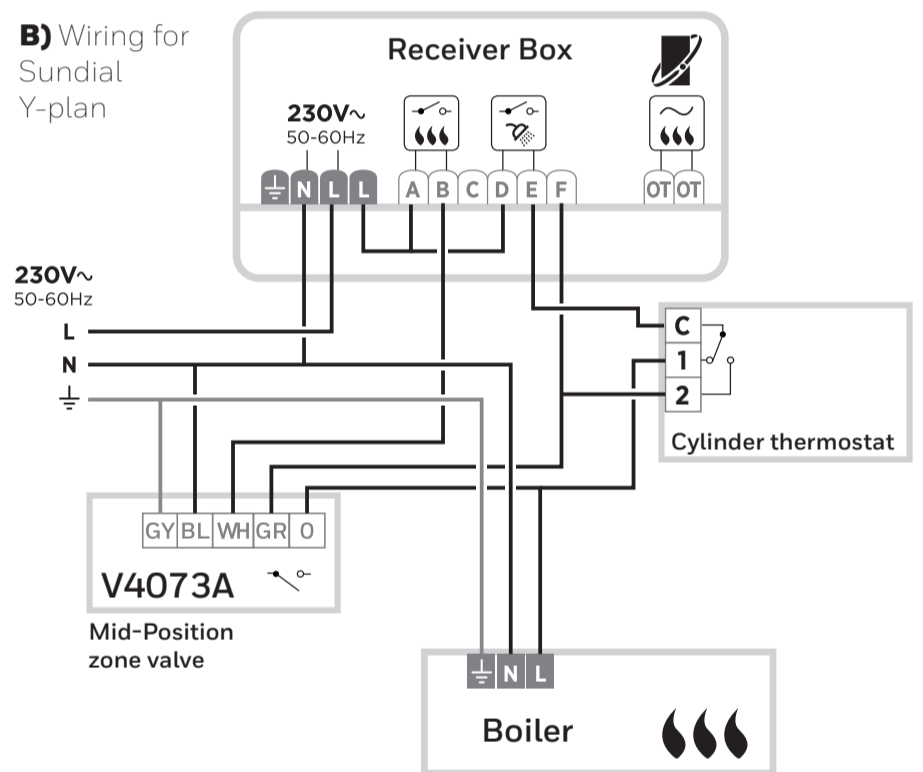 B) Wiring for
Sundial
Y-plan
Receiver Box
230V~
50-60Hz
N L L A B C D E F OT OT
230V~
50-60Hz
L
N
C
1
2
Cylinder thermostat
GY BL WH GR O
V4073A
Mid-Position
zone valve
N L
Boiler